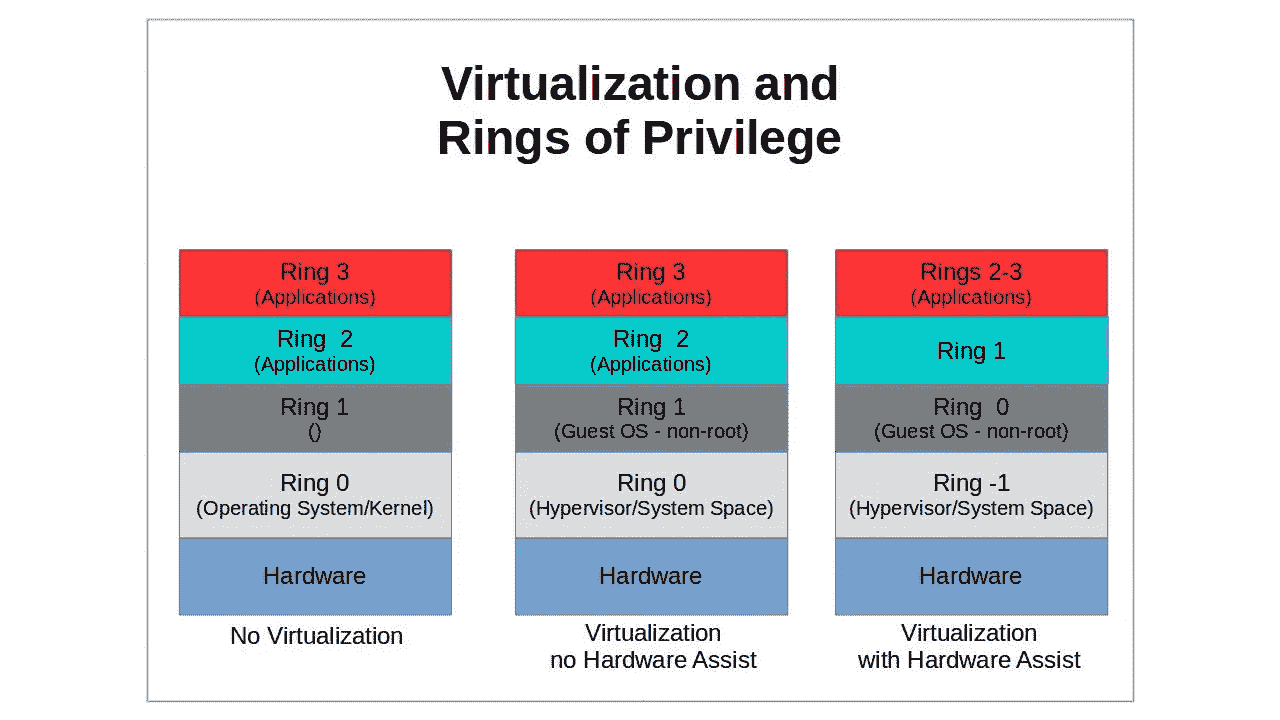 Virtualization and
Rings of Privilege
Ring 3
(Applications)
Ring 2
(Applications)
Ring 1
()
Ring 0
(Operating System/Kernel)
Hardware
No Virtualization
Ring 3
(Applications)
Ring 2
(Applications)
Ring 1
(Guest OS - non-root)
Ring 0
(Hypervisor/System Space)
Hardware
Virtualization
no Hardware Assist
Rings 2-3
(Applications)
Ring 1
Ring 0
(Guest OS - non-root)
Ring -1
(Hypervisor/System Space)
Hardware
Virtualization
with Hardware Assist